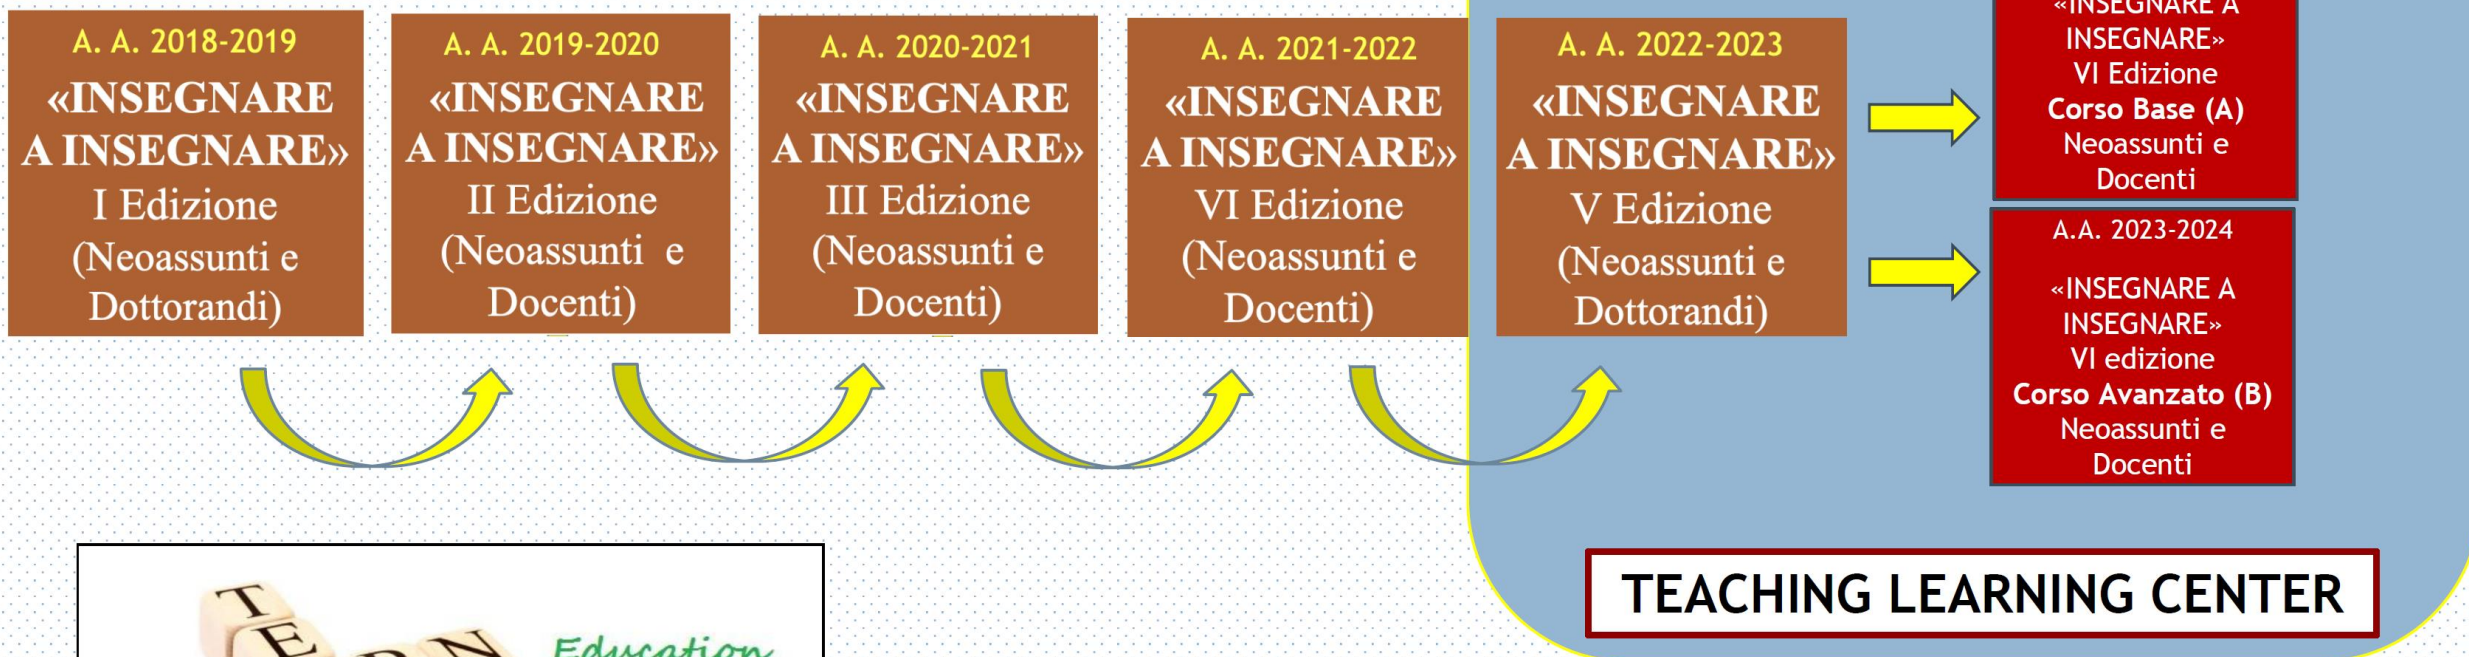 A. A. 2018-2019
«INSEGNARE
A INSEGNARE»
I Edizione
(Neoassunti e
Dottorandi)
A. A. 2019-2020
«INSEGNARE
A INSEGNARE»
II Edizione
(Neoassunti e
Docenti)
A. A. 2020-2021
«INSEGNARE
A INSEGNARE»
III Edizione
(Neoassunti e
Docenti)
A. A. 2021-2022
«INSEGNARE
A INSEGNARE»
VI Edizione
(Neoassunti e
Docenti)
A. A. 2022-2023
«INSEGNARE
A INSEGNARE»
V Edizione
(Neoassunti e
Dottorandi)
«INSEGNARE A
INSEGNARE»
VI Edizione
Corso Base (A)
Neoassunti e
Docenti
A.A. 2023-2024
«INSEGNARE A
INSEGNARE»
VI edizione
Corso Avanzato (B)
Neoassunti e
Docenti
TEACHING LEARNING CENTER
Education